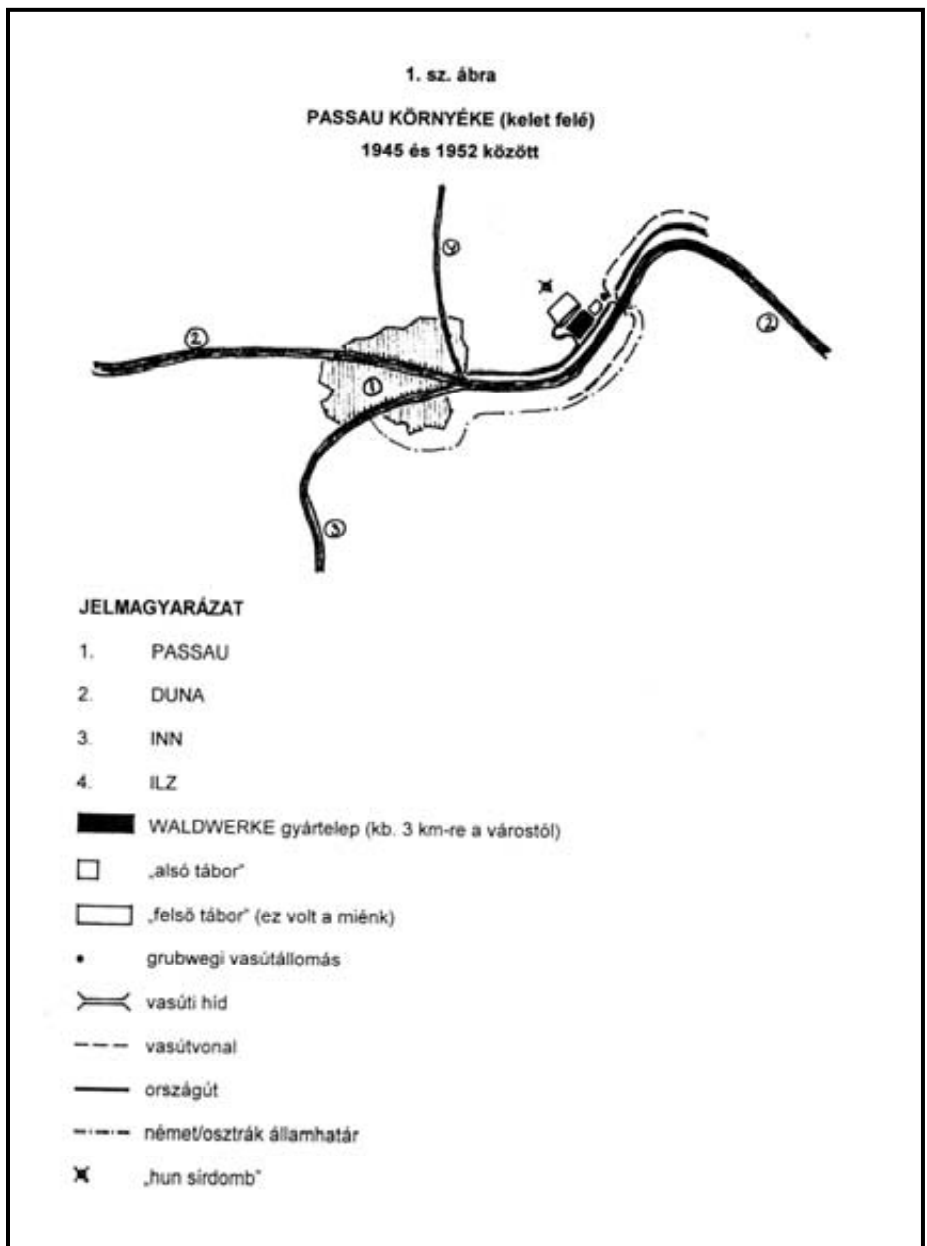 1. sz. ábra
PASSAU KÖRNYÉKE (kelet felé)
1945 és 1952 között
4
2
2
1
3
JELMAGYARÁZAT
1. PASSAU
2. DUNA
3. INN
4. ILZ
WALDWERKE gyártelep (kb. 3 km-re a várostól)
„alsó tábor”
„felső tábor” (ez volt a miénk)
grubwegi vasútállomás
vasúti híd
vasútvonal
országút
német/osztrák államhatár
„hun sírdomb”